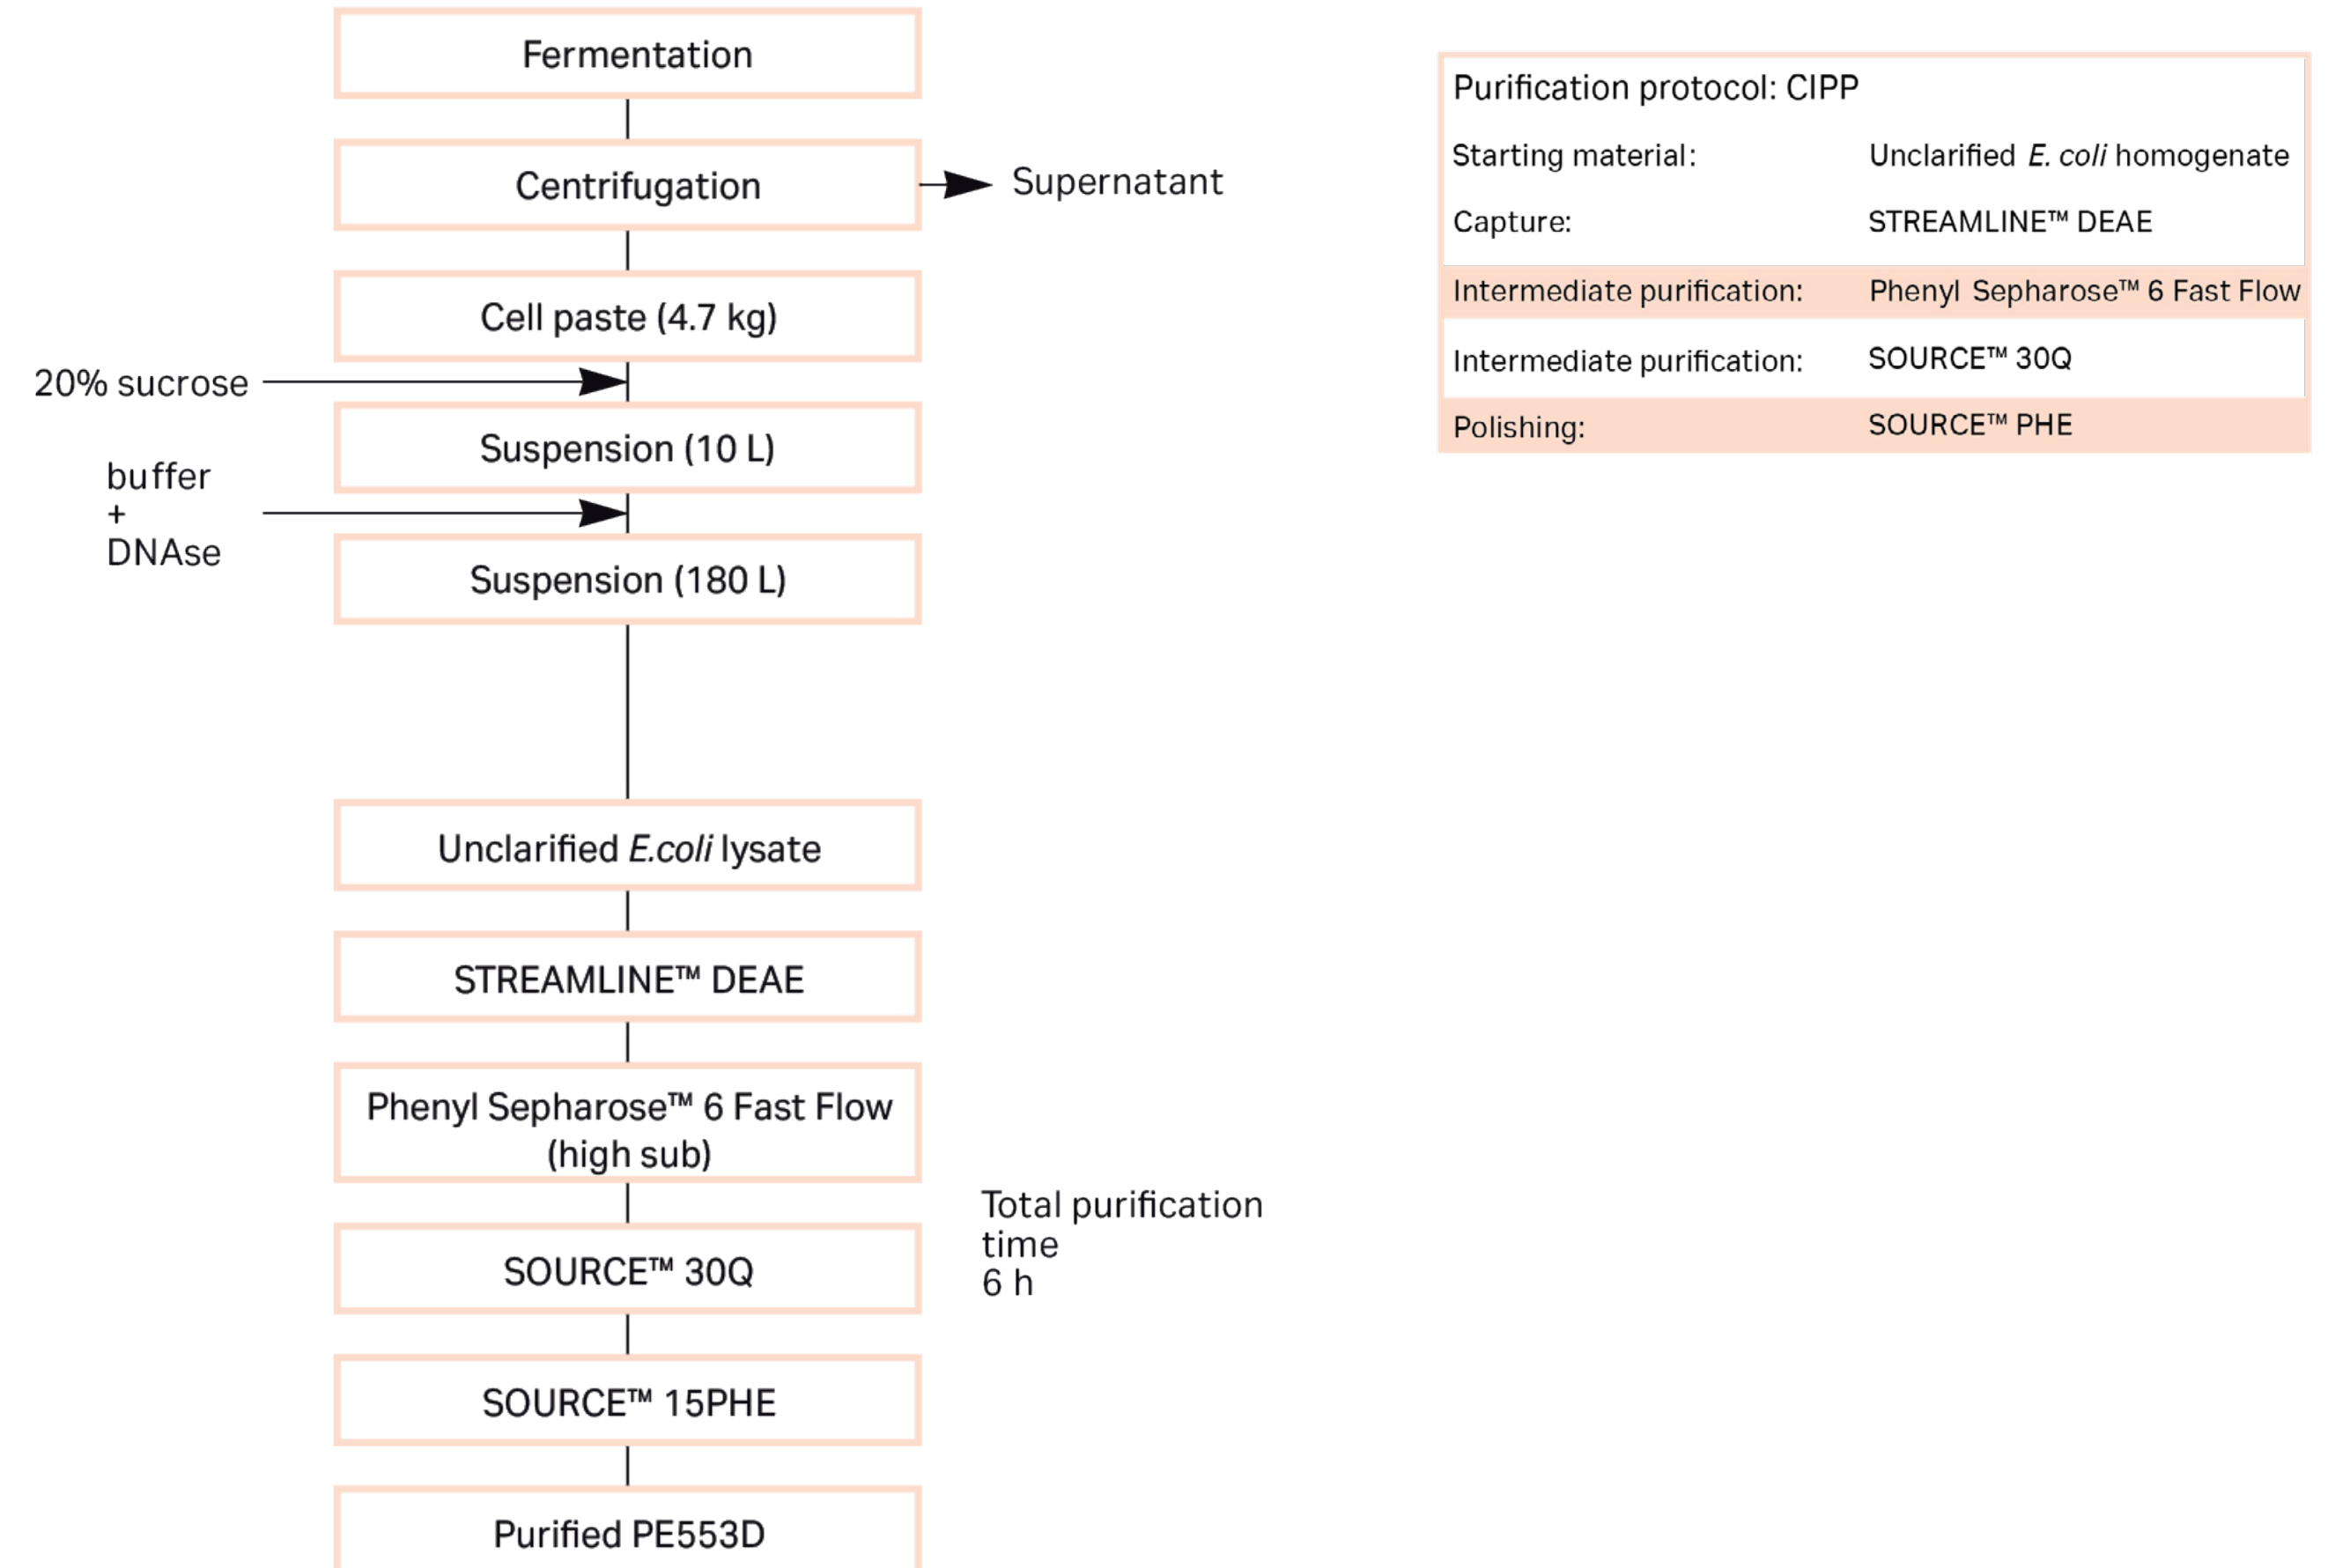 Fermentation
Centrifugation
Supernatant
Cell paste (4.7 kg)
20% sucrose
Suspension (10 L)
buffer
+
DNAse
Suspension (180 L)
Unclarified E.coli lysate
STREAMLINE™ DEAE
Phenyl Sepharose™ 6 Fast Flow
(high sub)
Total purification
time
6 h
SOURCE™ 30Q
SOURCE™ 15PHE
Purified PE553D
Purification protocol: CIPP
Starting material: Unclarified E. coli homogenate
Capture: STREAMLINE™ DEAE
Intermediate purification: Phenyl Sepharose™ 6 Fast Flow
Intermediate purification: SOURCE™ 30Q
Polishing: SOURCE™ PHE